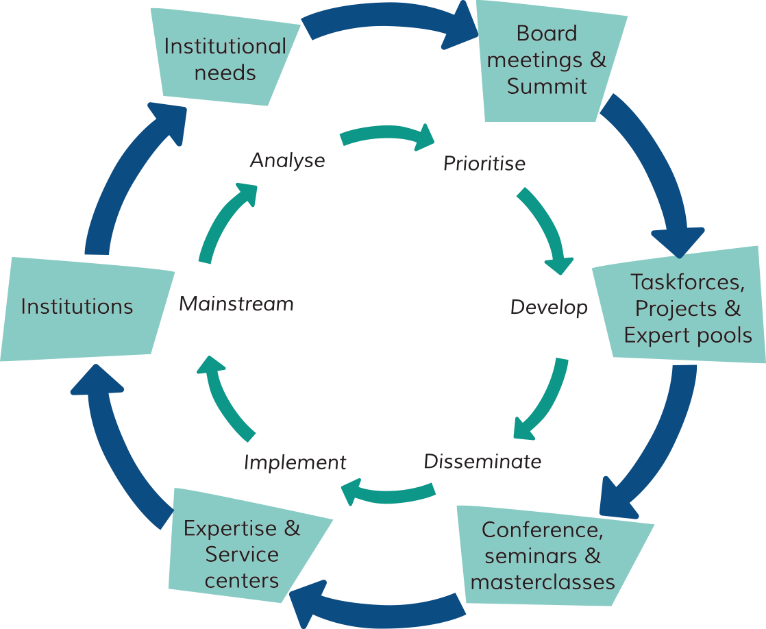 Institutional
needs
Board
meetings &
Summit
Analyse
Prioritise
Institutions
Mainstream
Develop
Taskforces,
Projects &
Expert pools
Implement
Disseminate
Expertise &
Service
centers
Conference,
seminars &
masterclasses